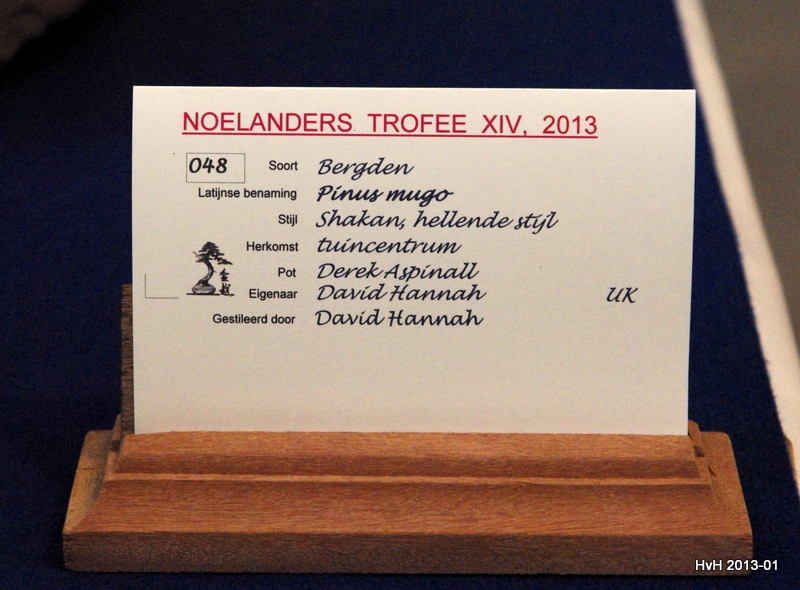 NOELANDERS TROFEE XIV, 2013
048 Soort Bergden
Latijnse benaming Pinus mugo
Stijl Shakan, hellende stijl
Herkomst tuincentrum
Pot Derek Aspinall
Eigenaar David Hannah UK
Gestileerd door David Hannah
HvH 2013-01